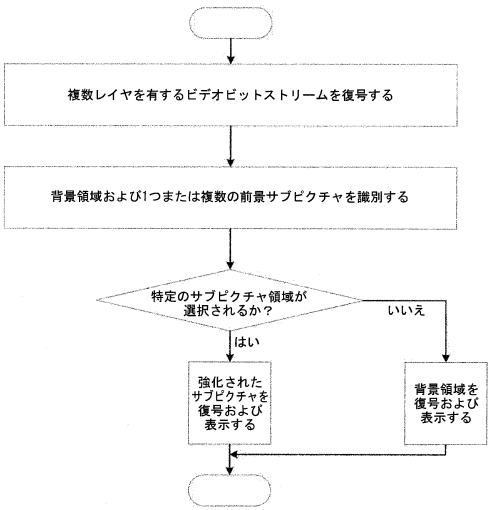 複数レイヤを有するビデオビットストリームを復号する
背景領域および1つまたは複数の前景サブピクチャを識別する
特定のサブピクチャ領域が
選択されるか?
いいえ
はい
強化された
サブピクチャを
復号および
表示する
背景領域を
復号および
表示する